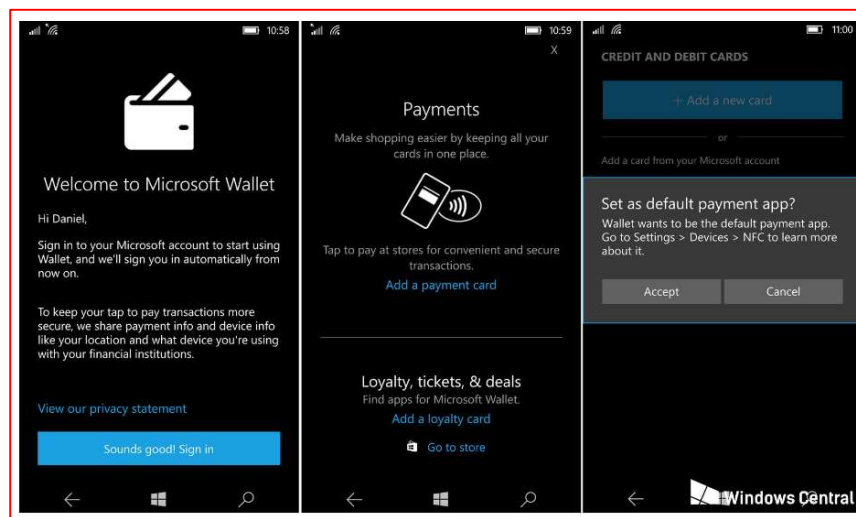 10:58
Welcome to Microsoft Wallet
Hi Daniel,
Sign in to your Microsoft account to start using
Wallet, and we'll sign you in automatically from
now on.
To keep your tap to pay transactions more
secure, we share payment info and device info
like your location and what device you're using
with your financial institutions.
View our privacy statement
Sounds good! Sign in
10:59
X
Payments
Make shopping easier by keeping all your
cards in one place.
Tap to pay at stores for convenient and secure
transactions.
Add a payment card
Loyalty, tickets, & deals
Find apps for Microsoft Wallet.
Add a loyalty card
Go to store
11:00
CREDIT AND DEBIT CARDS
+ Add a new card
or
Add a card from your Microsoft account
Set as default payment app?
Wallet wants to be the default payment app.
Go to Settings > Devices > NFC to learn more
about it.
Accept
Cancel
Windows Central